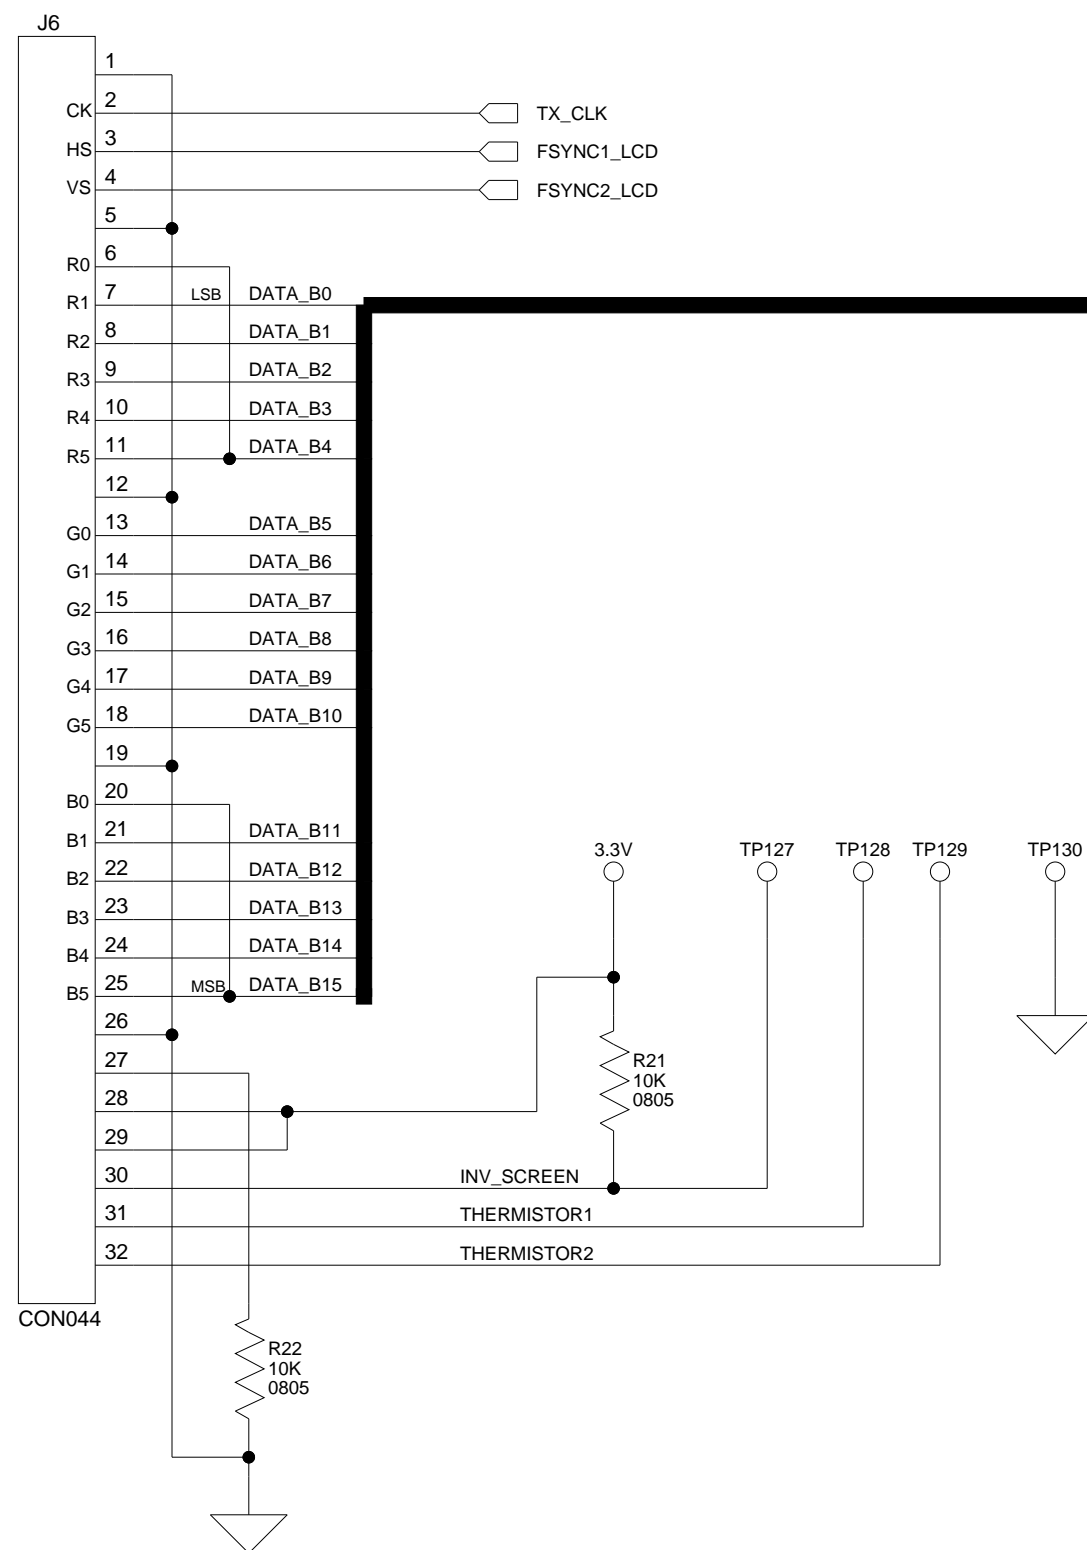 J6
1
CK 2 TX_CLK
HS 3 FSYNC1_LCD
VS 4 FSYNC2_LCD
5
R0 6
R1 7 LSB DATA_B0
R2 8 DATA_B1
R3 9 DATA_B2
R4 10 DATA_B3
R5 11 DATA_B4
12
G0 13 DATA_B5
G1 14 DATA_B6
G2 15 DATA_B7
G3 16 DATA_B8
G4 17 DATA_B9
G5 18 DATA_B10
19
B0 20
B1 21 DATA_B11
3.3V TP127 TP128 TP129 TP130
B2 22 DATA_B12
B3 23 DATA_B13
B4 24 DATA_B14
B5 25 MSB DATA_B15
26
27
R21
10K
0805
28
29
30 INV_SCREEN
31 THERMISTOR1
32 THERMISTOR2
CON044
R22
10K
0805